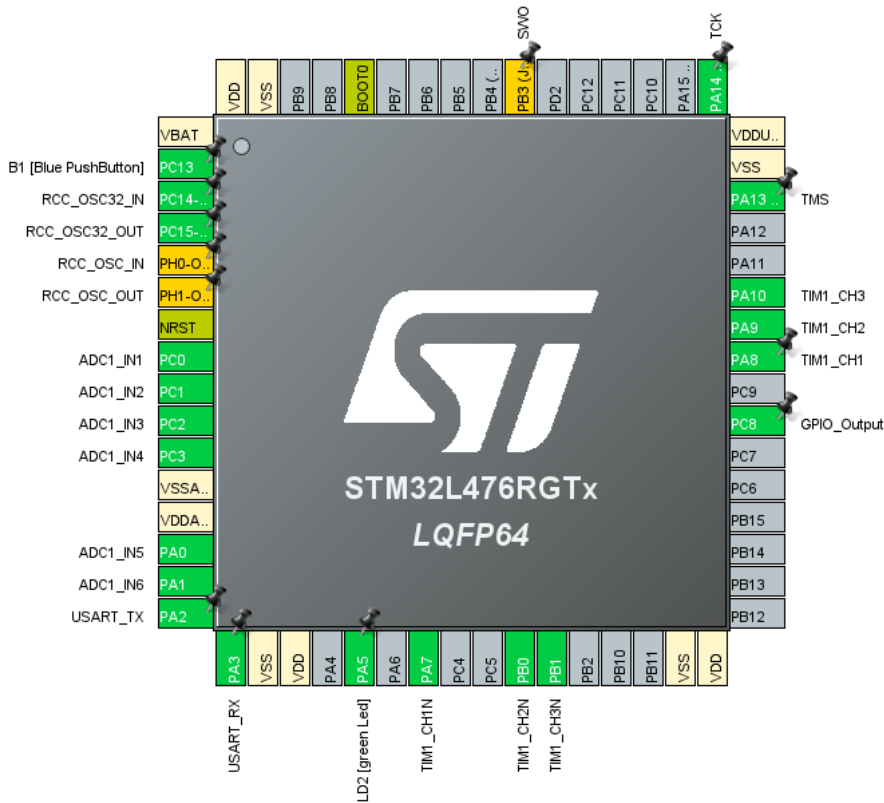 SWO
TCK
VDD
VSS
PB9
PB8
BOOT0
PB7
PB6
PB5
PB4 (..
PB3 (J..
PD2
PC12
PC11
PC10
PA15 ..
PA14 ..
VBAT
B1 [Blue PushButton] PC13
RCC_OSC32_IN PC14-..
RCC_OSC32_OUT PC15-..
RCC_OSC_IN PH0-O..
RCC_OSC_OUT PH1-O..
NRST
ADC1_IN1 PC0
ADC1_IN2 PC1
ADC1_IN3 PC2
ADC1_IN4 PC3
VSSA..
VDDA..
ADC1_IN5 PA0
ADC1_IN6 PA1
USART_TX PA2
STM32L476RGTx
LQFP64
VDDU..
VSS
PA13 .. TMS
PA12
PA11
PA10 TIM1_CH3
PA9 TIM1_CH2
PA8 TIM1_CH1
PC9
PC8 GPIO_Output
PC7
PC6
PB15
PB14
PB13
PB12
PA3
VSS
VDD
PA4
PA5
PA6
PA7
PC4
PC5
PB0
PB1
PB2
PB10
PB11
VSS
VDD
USART_RX
LD2 [green Led]
TIM1_CH1N
TIM1_CH2N
TIM1_CH3N